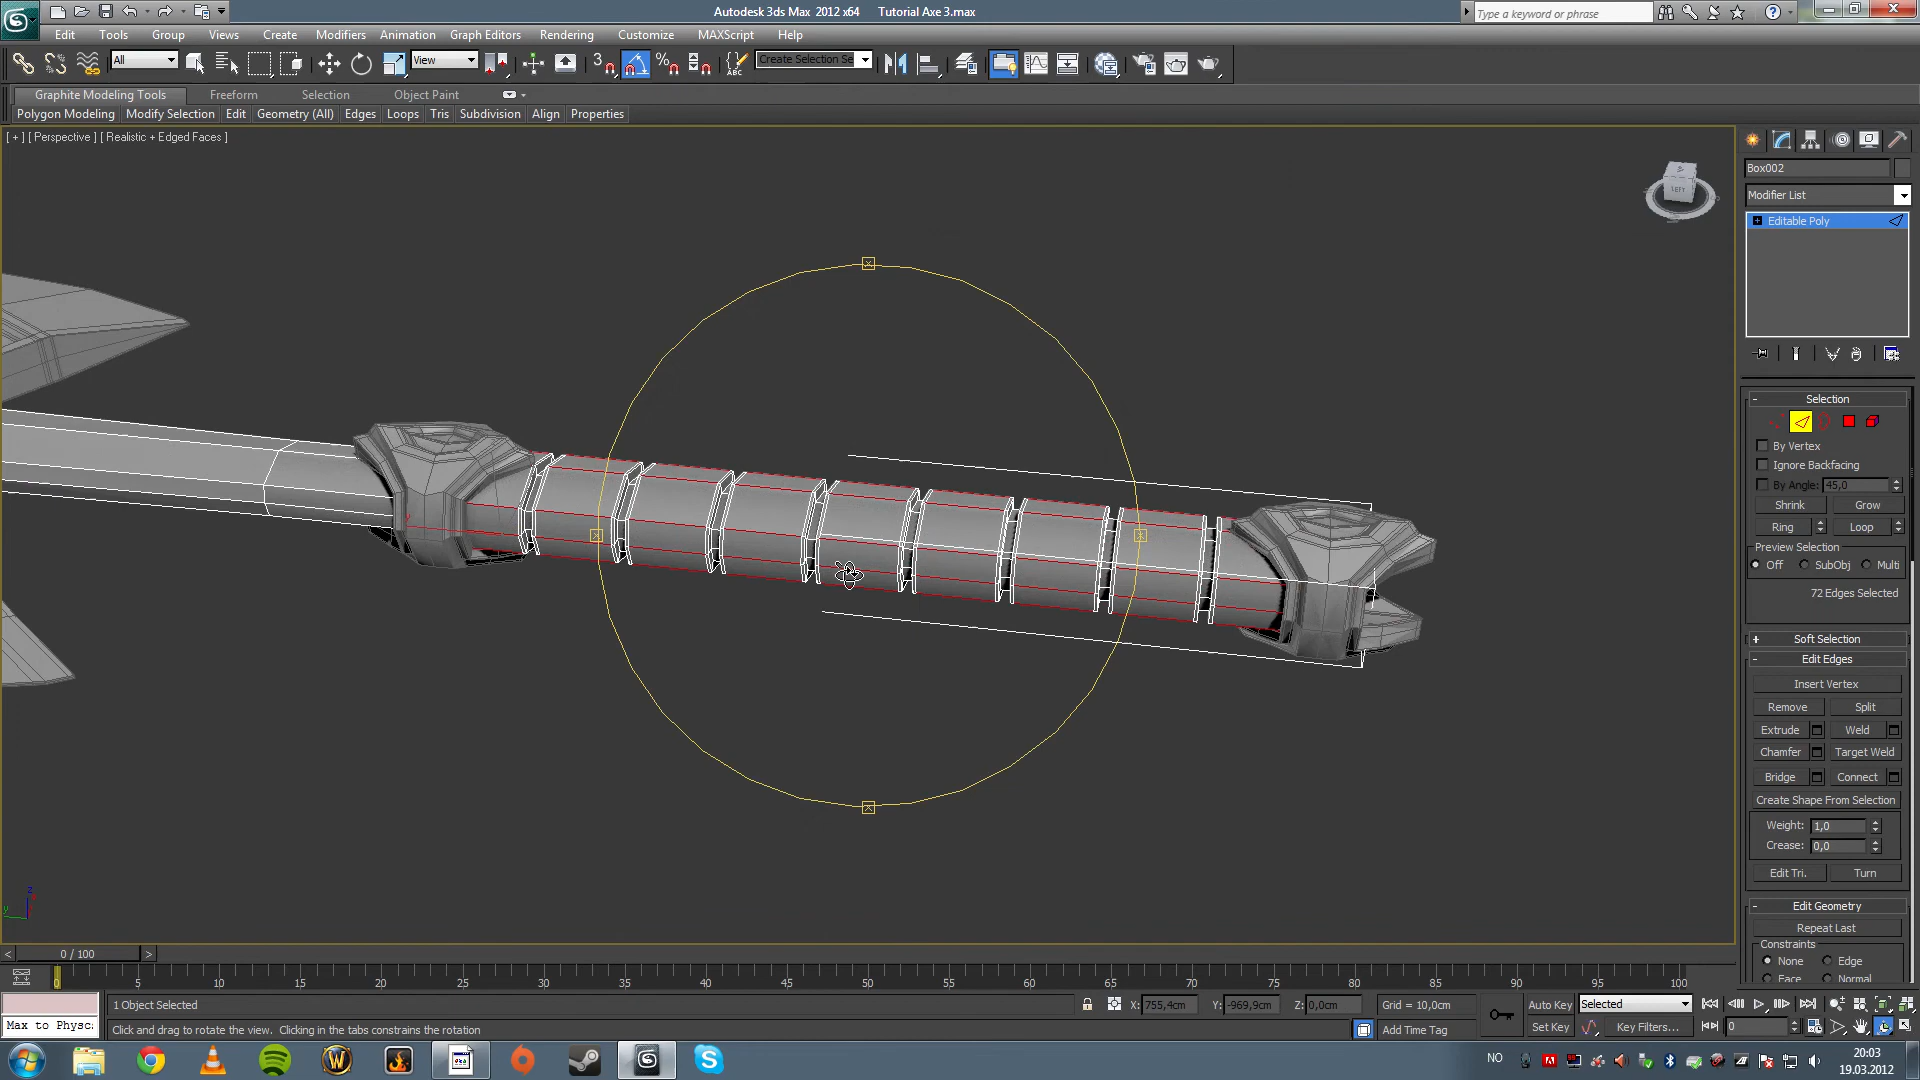 Autodesk 3ds Max 2012 x64    Tutorial Axe 3.max
Type a keyword or phrase
Edit Tools Group Views Create Modifiers Animation Graph Editors Rendering Customize MAXScript Help
All View 3 ABC Create Selection Se
Graphite Modeling Tools Freeform Selection Object Paint
Polygon Modeling Modify Selection Edit Geometry (All) Edges Loops Tris Subdivision Align Properties
[ + ] [ Perspective ] [ Realistic + Edged Faces ]
LEFT
Box002
Modifier List
Editable Poly
Selection
By Vertex
Ignore Backfacing
By Angle: 45,0
Shrink Grow
Ring Loop
Preview Selection
Off SubObj Multi
72 Edges Selected
Soft Selection
Edit Edges
Insert Vertex
Remove Split
Extrude Weld
Chamfer Target Weld
Bridge Connect
Create Shape From Selection
Weight: 1,0
Crease: 0,0
Edit Tri. Turn
Edit Geometry
Repeat Last
Constraints
None Edge
Face Normal
z
y
0 / 100
0 5 10 15 20 25 30 35 40 45 50 55 60 65 70 75 80 85 90 95 100
1 Object Selected X: 755,4cm Y: -969,9cm Z: 0,0cm Grid = 10,0cm Auto Key Selected
Max to Physc: Click and drag to rotate the view. Clicking in the tabs constrains the rotation Add Time Tag Set Key Key Filters... 0
NO 20:03
19.03.2012